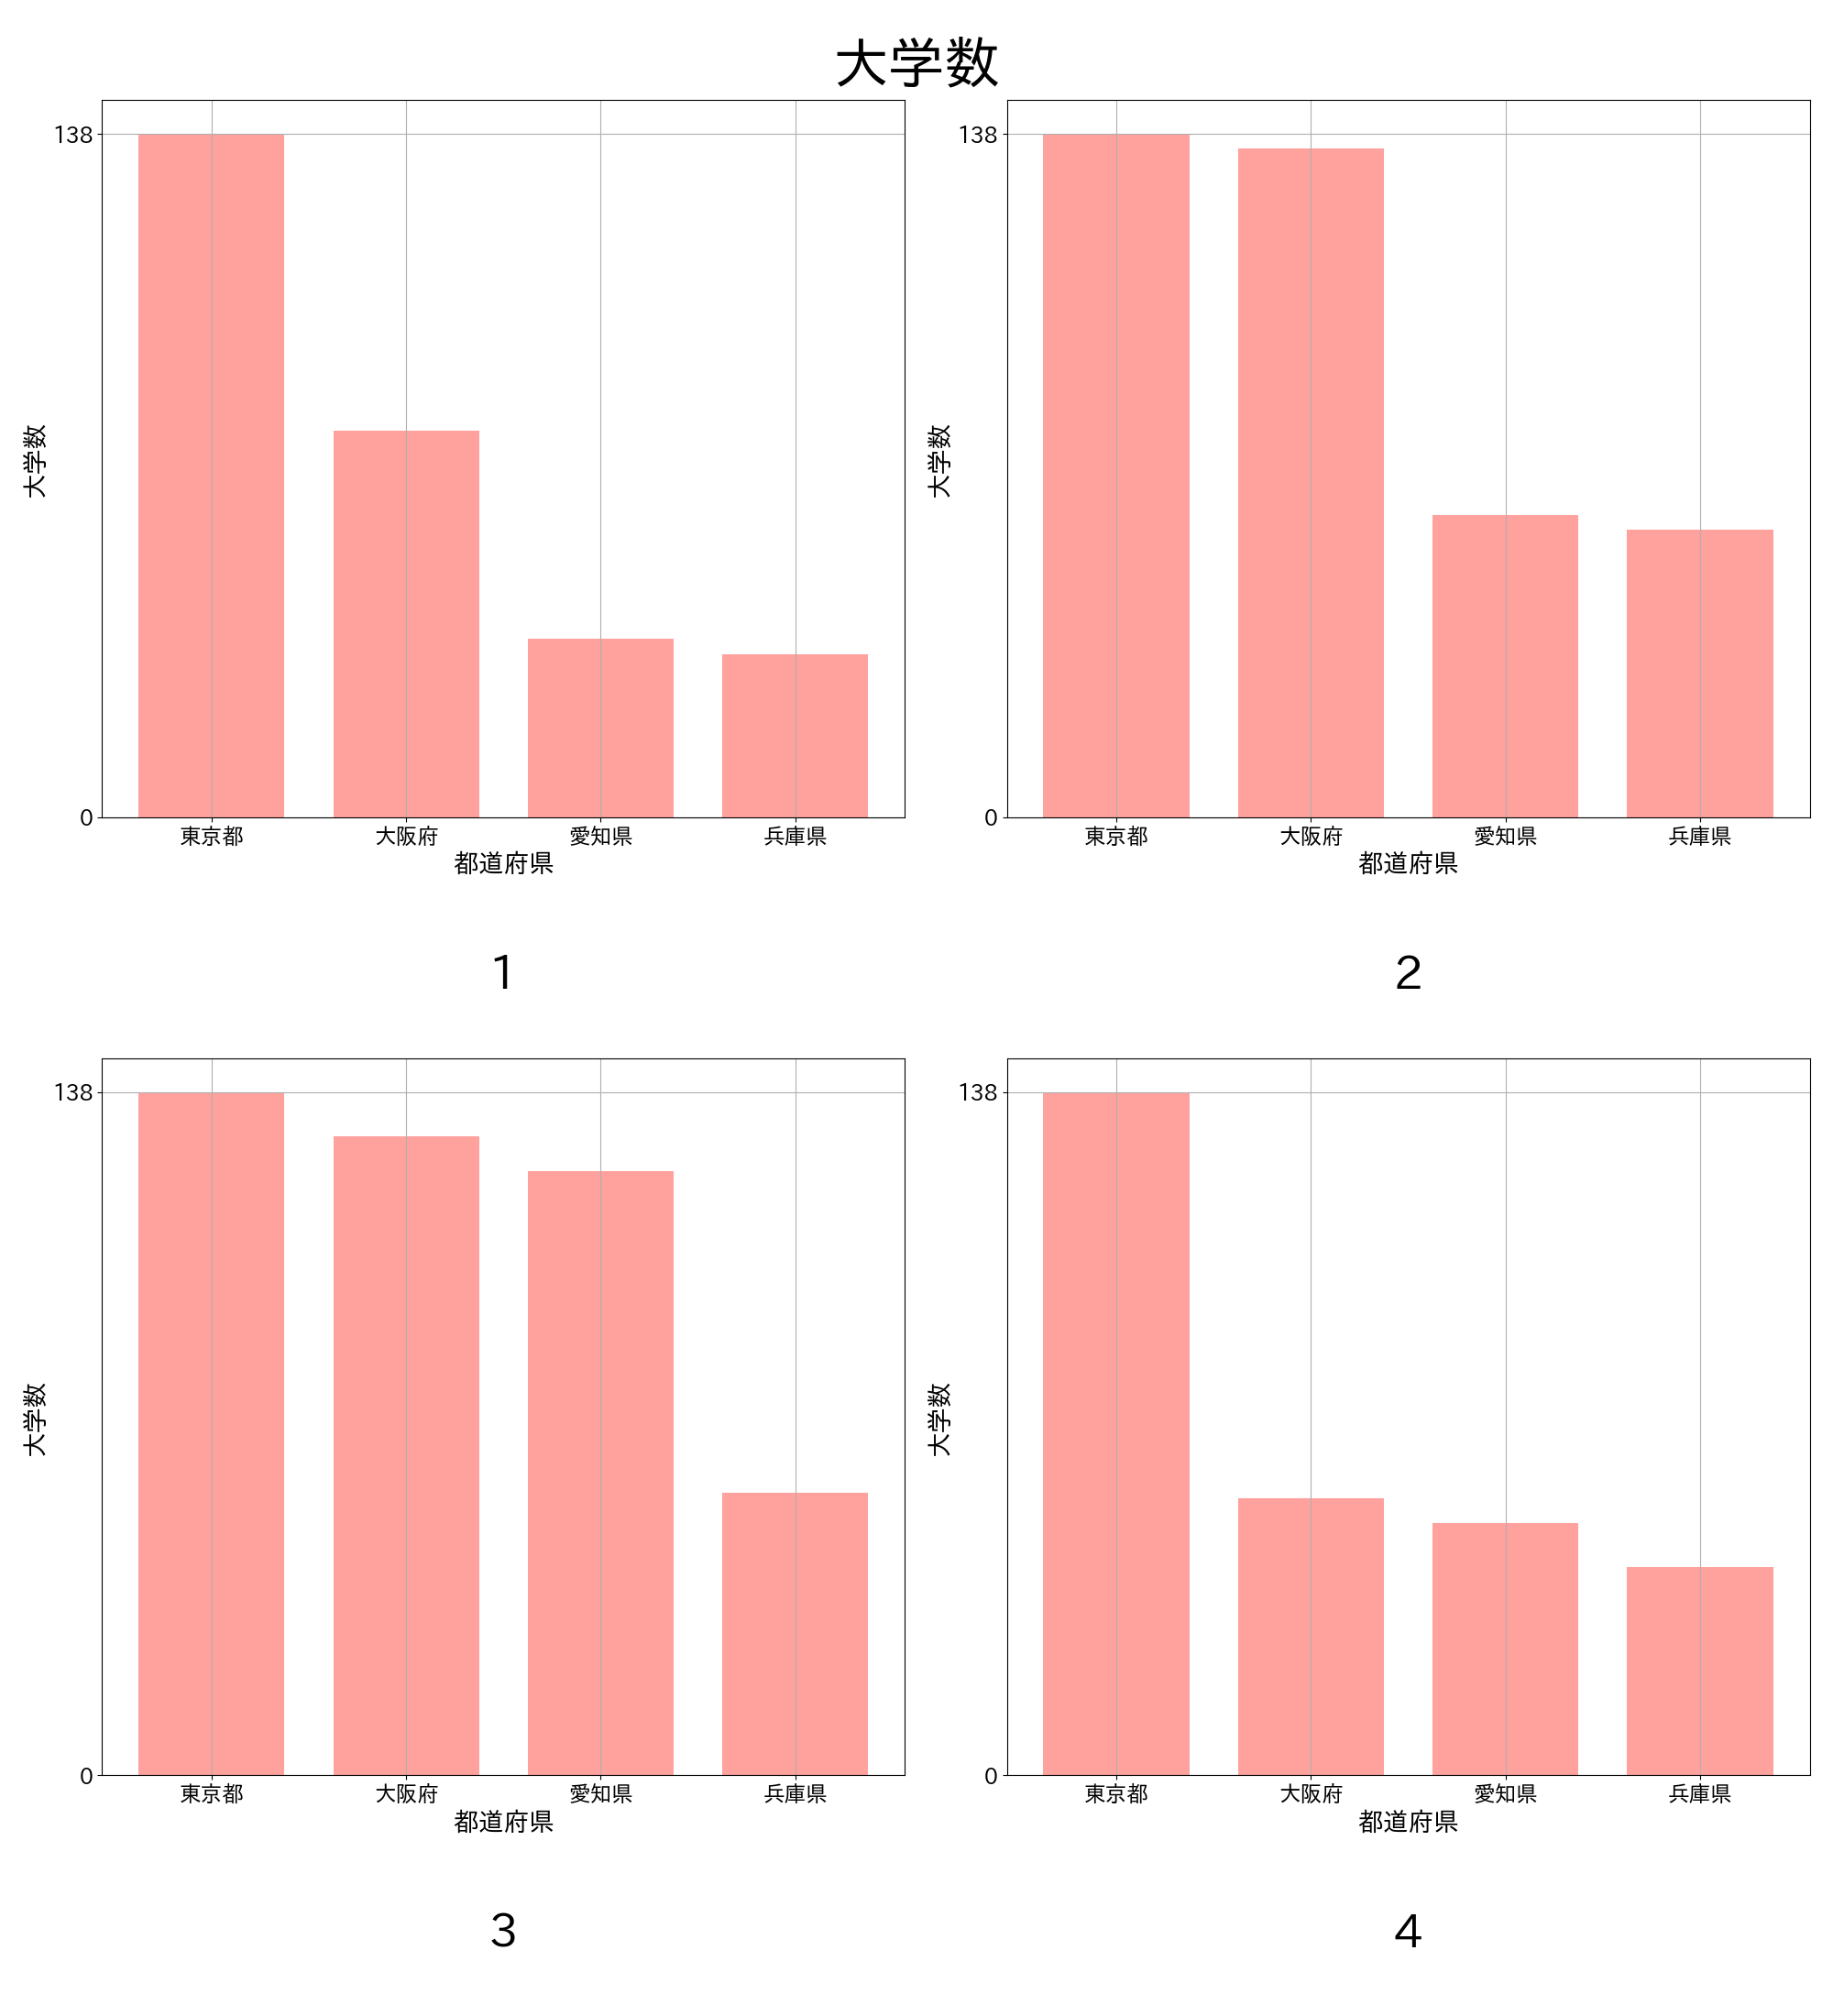 大学数
138
0
大学数
東京都 大阪府 愛知県 兵庫県
都道府県
1
138
0
大学数
東京都 大阪府 愛知県 兵庫県
都道府県
2
138
0
大学数
東京都 大阪府 愛知県 兵庫県
都道府県
3
138
0
大学数
東京都 大阪府 愛知県 兵庫県
都道府県
4